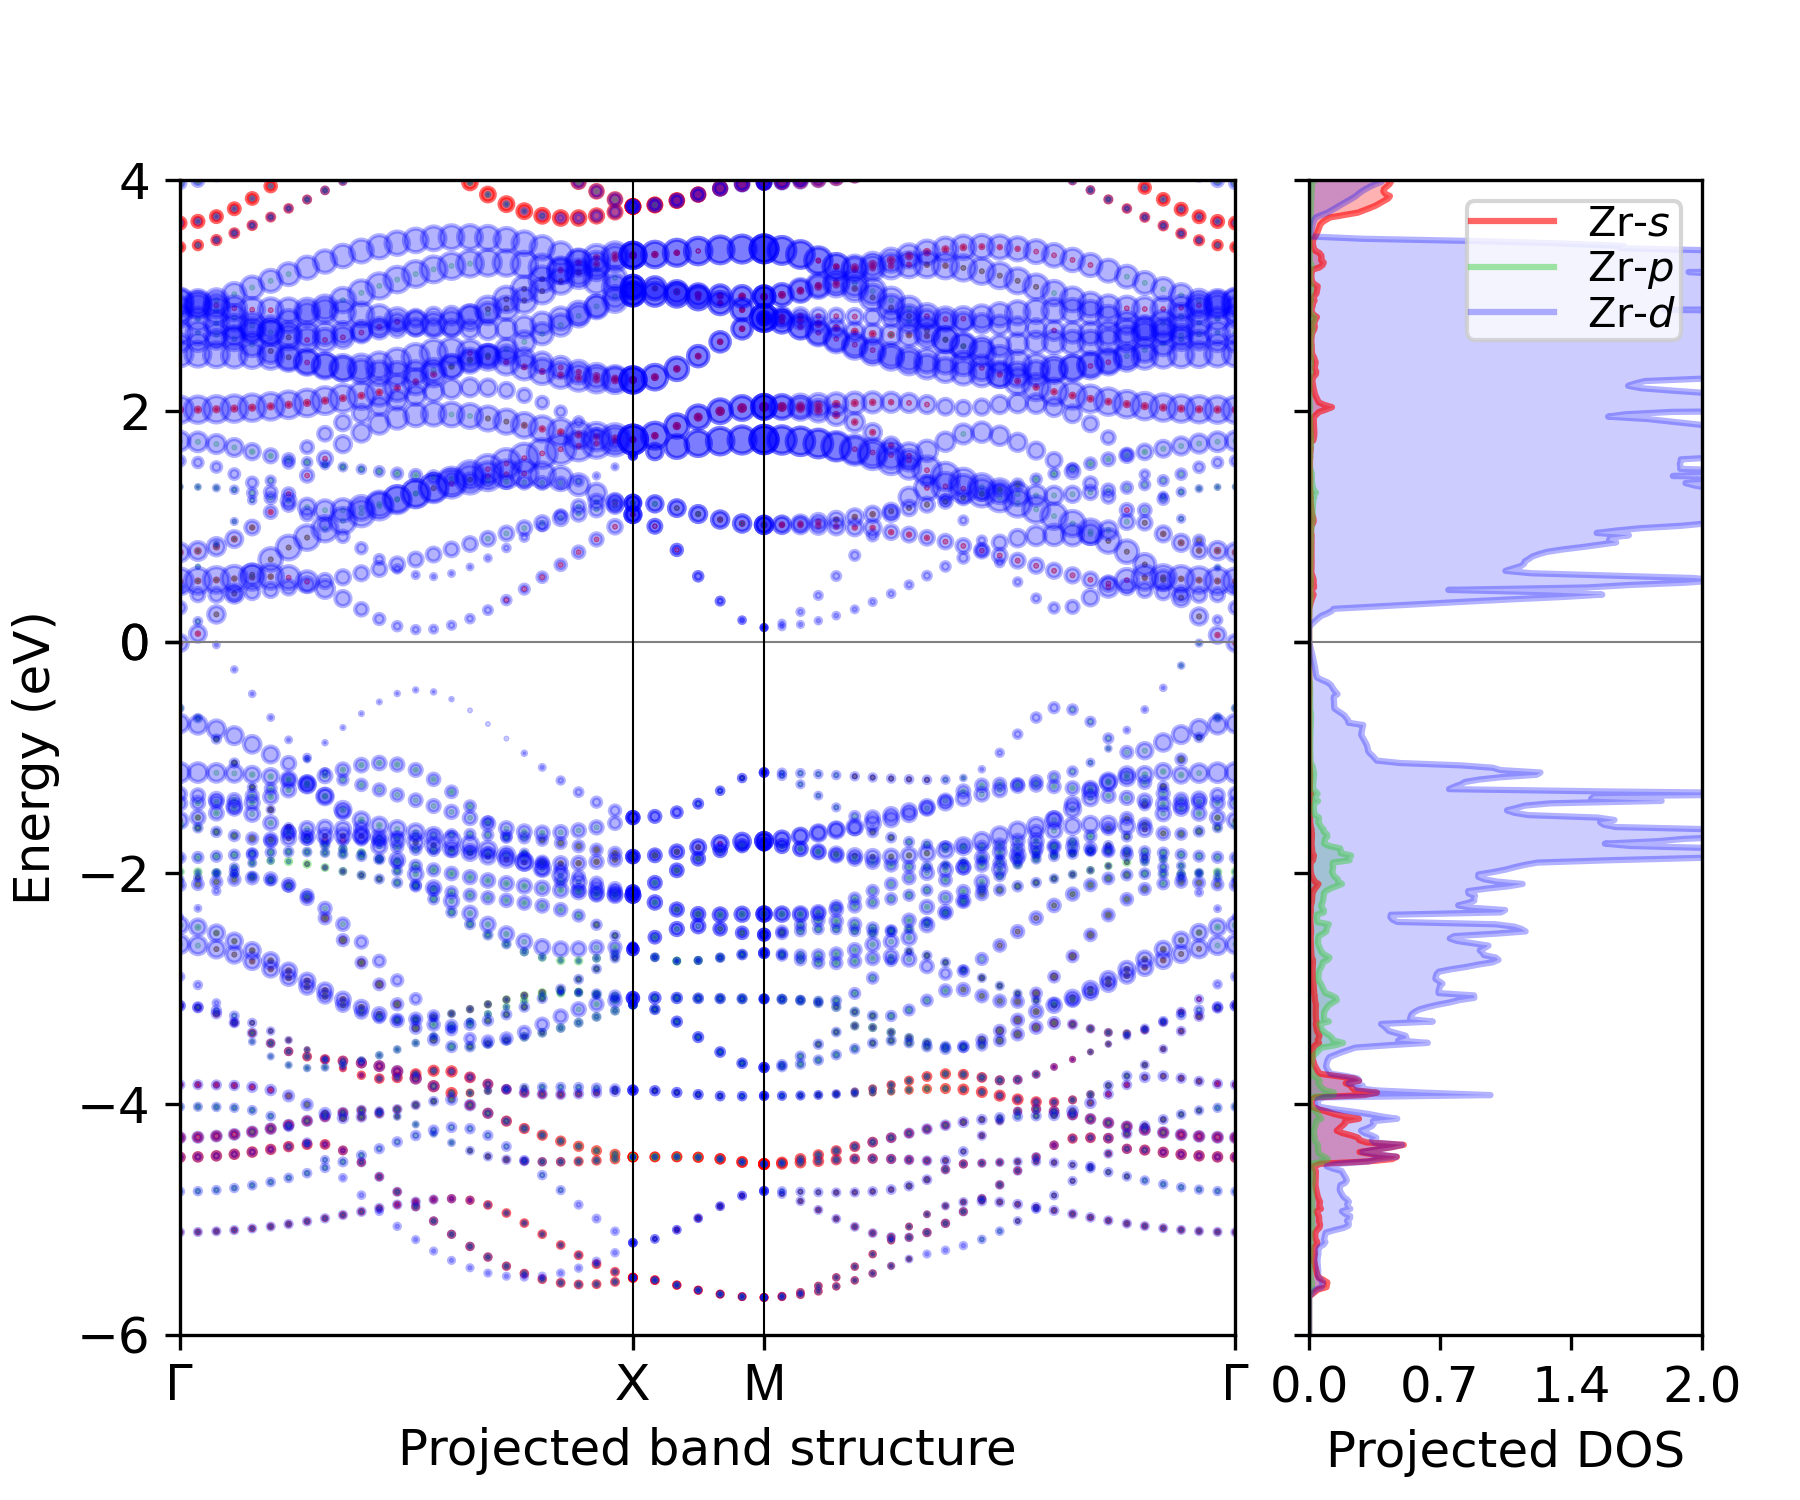 4
2
0
−2
−4
−6
Energy (eV)
Γ
X
M
Γ
Projected band structure
Zr-s
Zr-p
Zr-d
0.0
0.7
1.4
2.0
Projected DOS